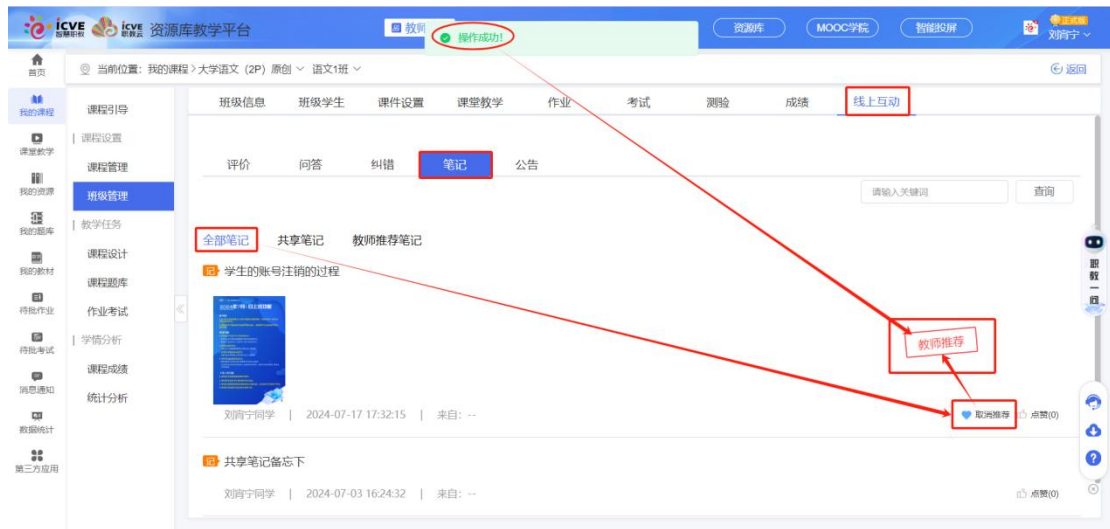 icve 智慧职教 icve 职教云 资源库教学平台
教师
操作成功!
资源库
MOOC学院
智能投屏
正式版
刘宵宁
首页
当前位置: 我的课程 > 大学语文 (2P) 原创 语文1班
返回
我的课程
课堂教学
我的资源
我的题库
我的教材
待批作业
待批考试
消息通知
数据统计
第三方应用
课程引导
课程设置
课程管理
班级管理
教学任务
课程设计
课程题库
作业考试
学情分析
课程成绩
统计分析
班级信息 班级学生 课件设置 课堂教学 作业 考试 测验 成绩 线上互动
评价 问答 纠错 笔记 公告
请输入关键词 查询
全部笔记 共享笔记 教师推荐笔记
学生的账号注销的过程
教师推荐
刘宵宁同学 | 2024-07-17 17:32:15 | 来自: --
取消推荐 点赞(0)
共享笔记备忘下
刘宵宁同学 | 2024-07-03 16:24:32 | 来自: --
点赞(0)
职教一问